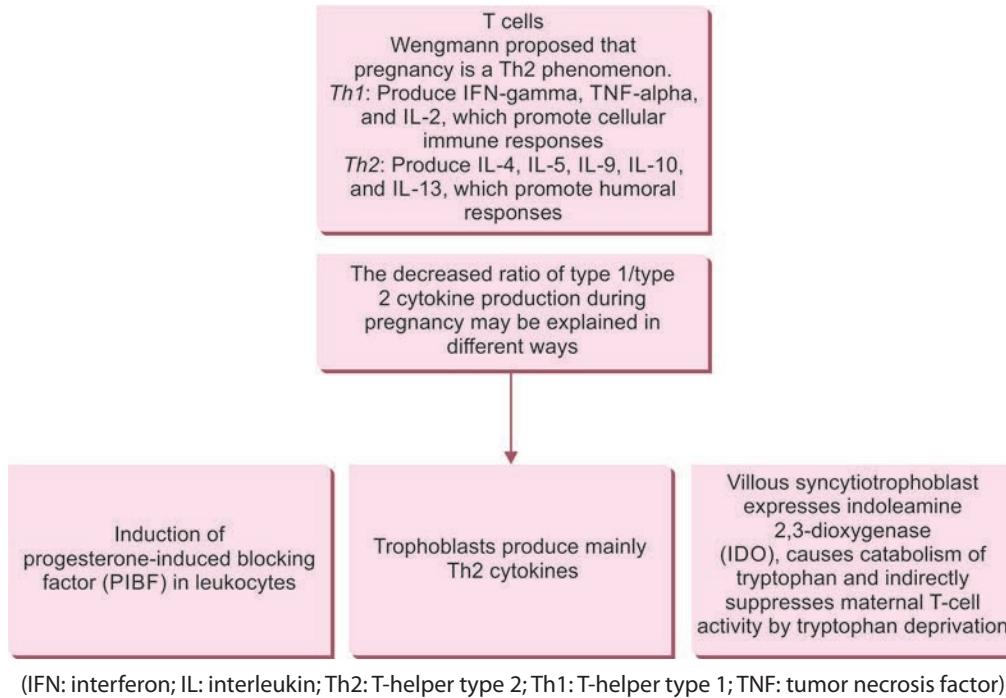 T cells
Wengmann proposed that
pregnancy is a Th2 phenomenon.
Th1: Produce IFN-gamma, TNF-alpha,
and IL-2, which promote cellular
immune responses
Th2: Produce IL-4, IL-5, IL-9, IL-10,
and IL-13, which promote humoral
responses
The decreased ratio of type 1/type
2 cytokine production during
pregnancy may be explained in
different ways
Induction of
progesterone-induced blocking
factor (PIBF) in leukocytes
Trophoblasts produce mainly
Th2 cytokines
Villous syncytiotrophoblast
expresses indoleamine
2,3-dioxygenase
(IDO), causes catabolism of
tryptophan and indirectly
suppresses maternal T-cell
activity by tryptophan deprivation
(IFN: interferon; IL: interleukin; Th2: T-helper type 2; Th1: T-helper type 1; TNF: tumor necrosis factor)